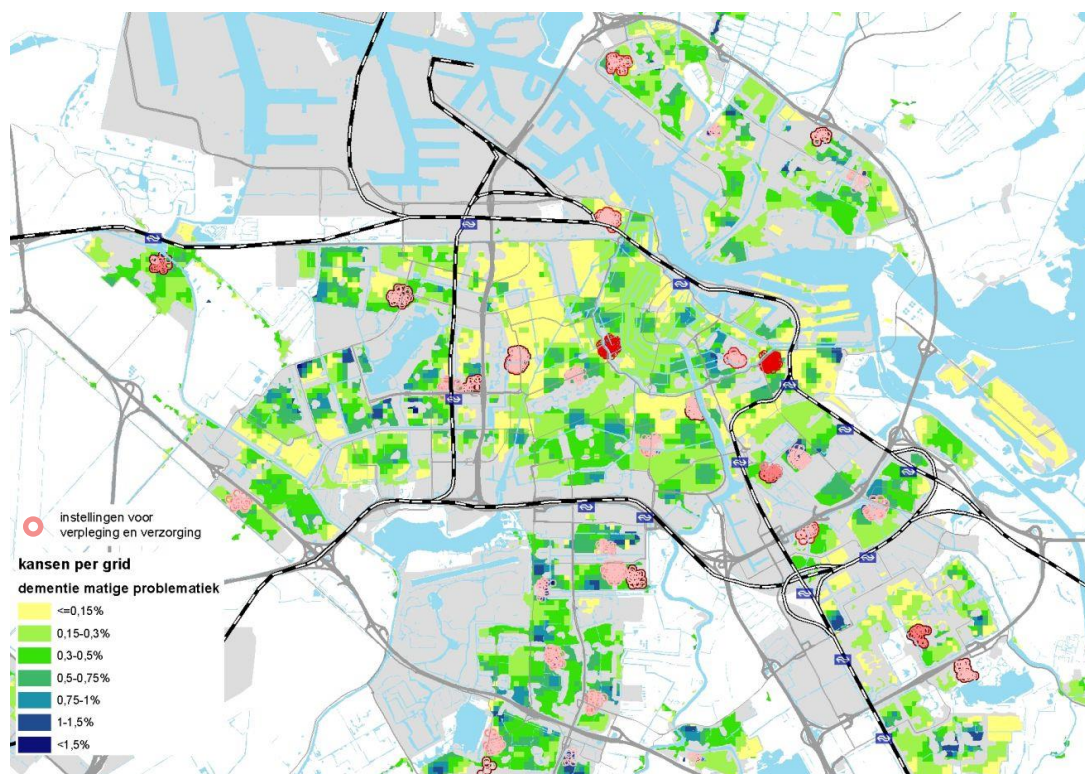 instellingen voor
verpleging en verzorging
kansen per grid
dementie matige problematiek
<=0,15%
0,15-0,3%
0,3-0,5%
0,5-0,75%
0,75-1%
1-1,5%
<1,5%